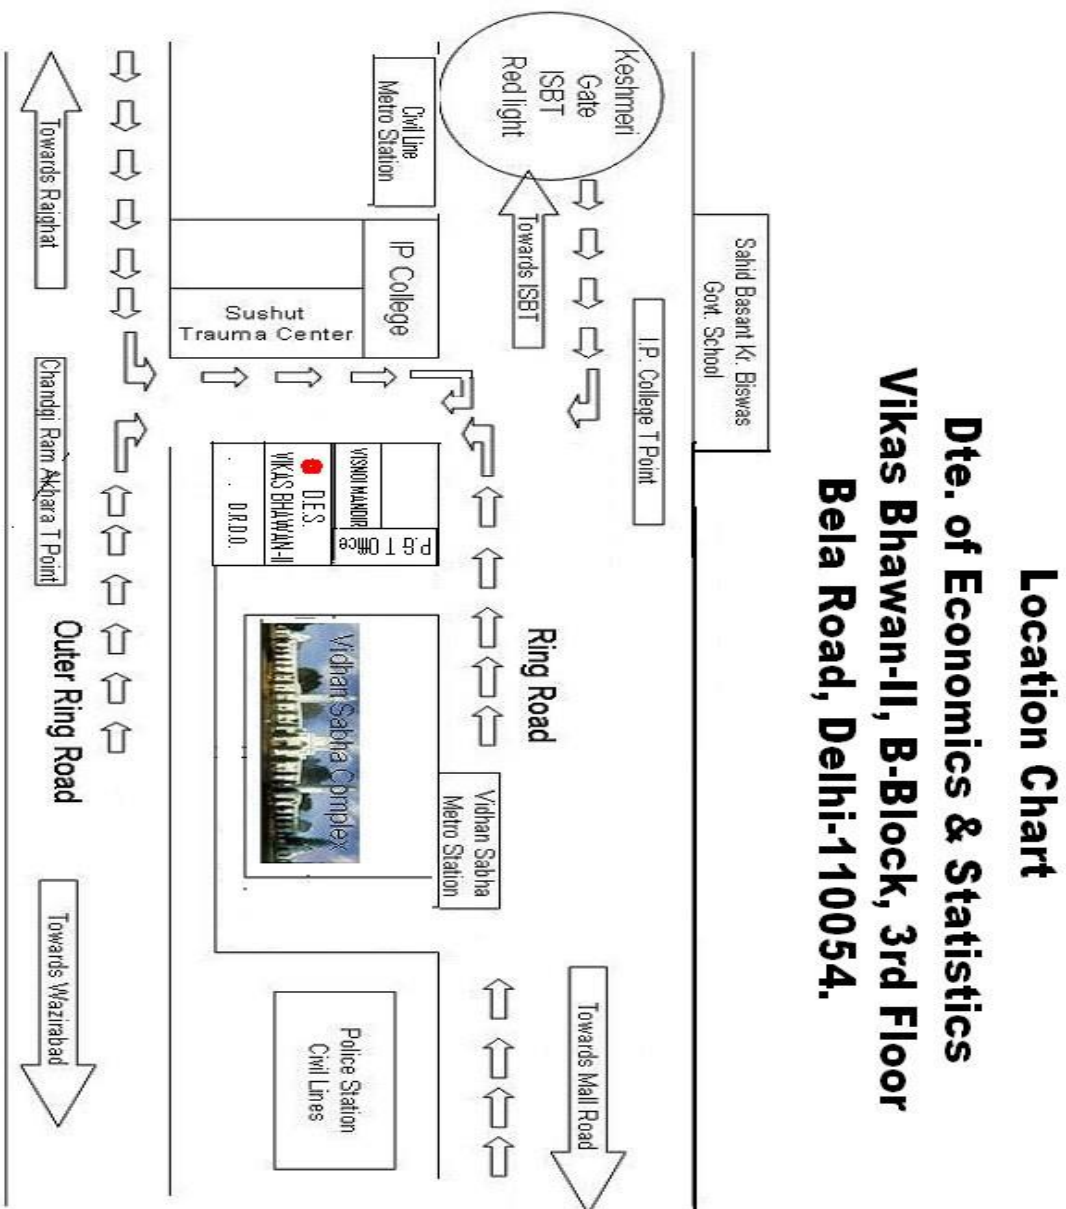 Location Chart
Dte. of Economics & Statistics
Vikas Bhawan-II, B-Block, 3rd Floor
Bela Road, Delhi-110054.
Sahid Basant Kr. Biswas
Govt. School
Keshmeri
Gate
ISBT
Red light
I.P. College T Point
Towards ISBT
Towards Mall Road
Ring Road
Civil Line
Metro Station
Vidhan Sabha
Metro Station
IP College
Sushut
Trauma Center
VISNOI MANDIR
P.G T Office
D.E.S.
VIKAS BHAWAN-II
. . D.R.D.O.
Vidhan Sabha Complex
Police Station
Civil Lines
Outer Ring Road
Towards Rajghat
Chandgi Ram Akhara T Point
Towards Wazirabad